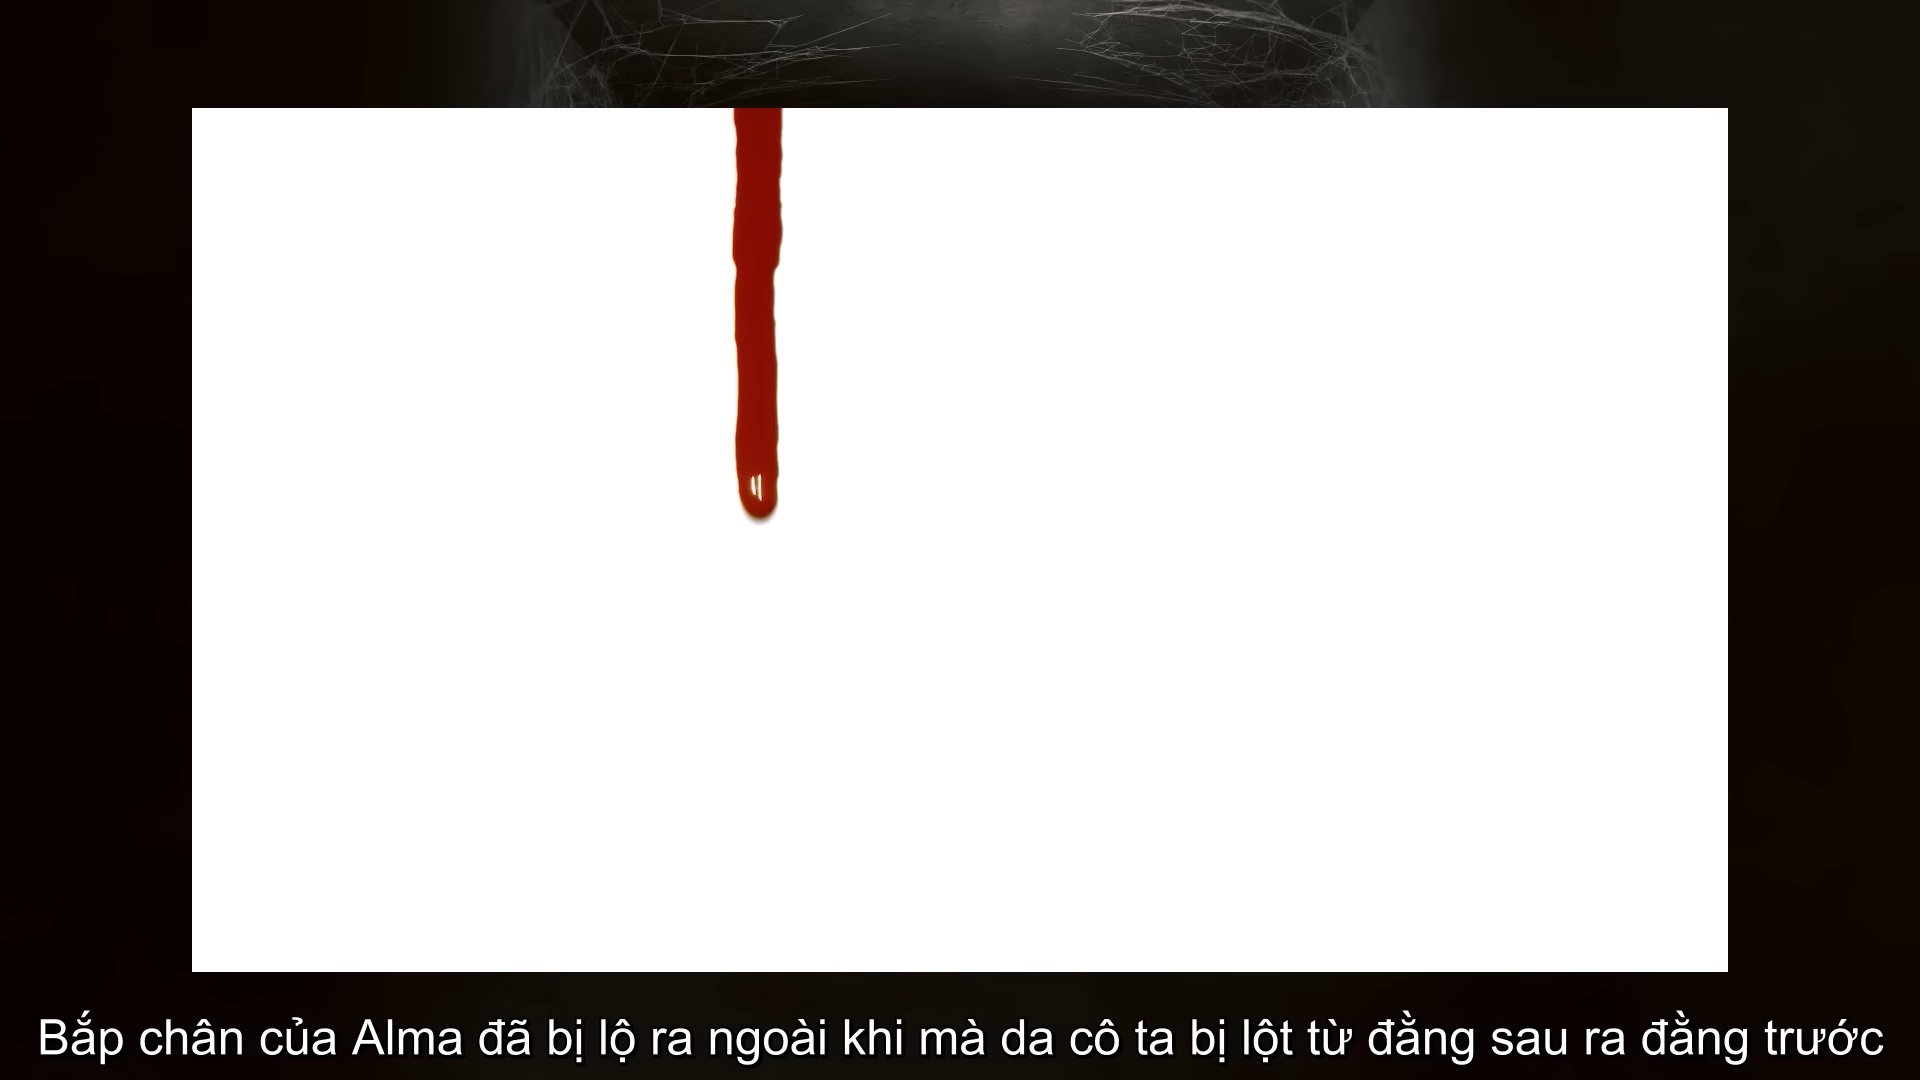 Bắp chân của Alma đã bị lộ ra ngoài khi mà da cô ta bị lột từ đằng sau ra đằng trước